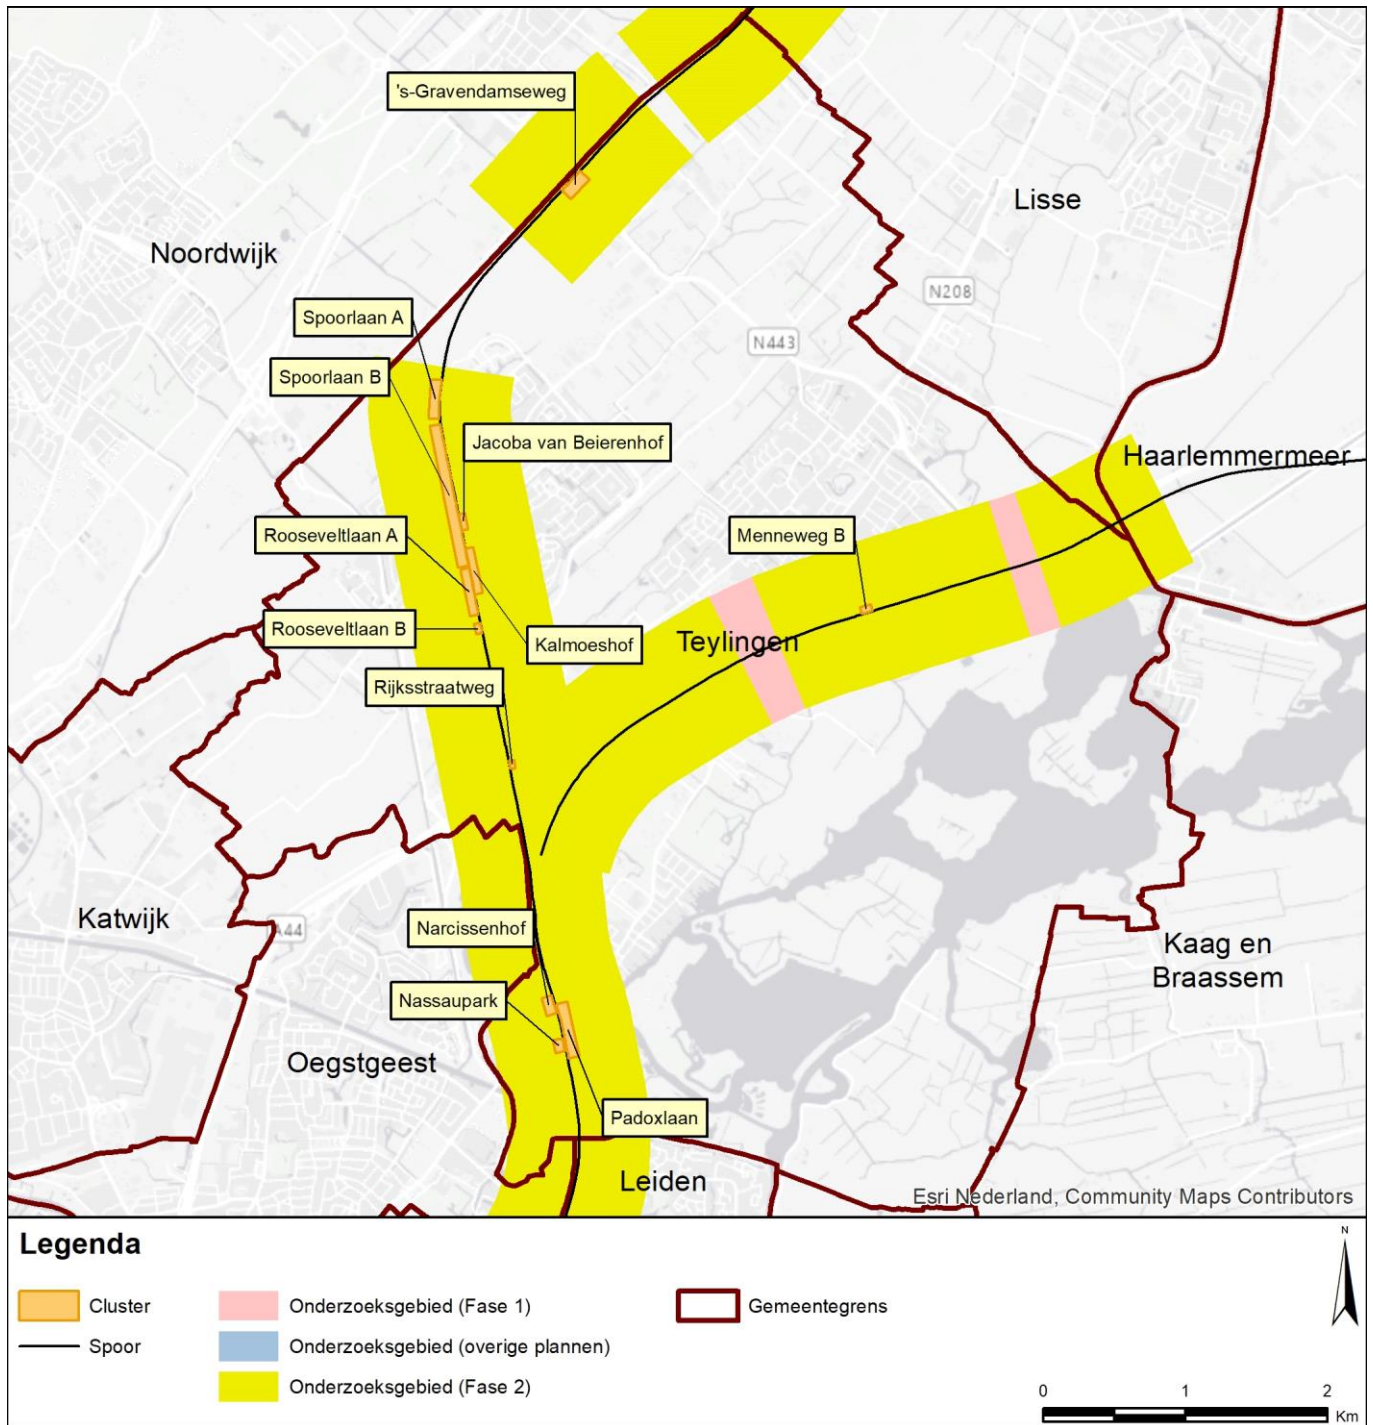 's-Gravendamseweg
Lisse
Noordwijk
N208
Spoorlaan A
N443
Spoorlaan B
Jacoba van Beierenhof
Haarlemmermeer
Rooseveltlaan A
Menneweg B
Rooseveltlaan B
Kalmoeshof
Teylingen
Rijksstraatweg
Katwijk
A44
Narcissenhof
Kaag en
Braassem
Nassaupark
Oegstgeest
Padoxlaan
Leiden
Esri Nederland, Community Maps Contributors
Legenda
N
Cluster
Onderzoeksgebied (Fase 1)
Gemeentegrens
Spoor
Onderzoeksgebied (overige plannen)
Onderzoeksgebied (Fase 2)
0 1 2
Km